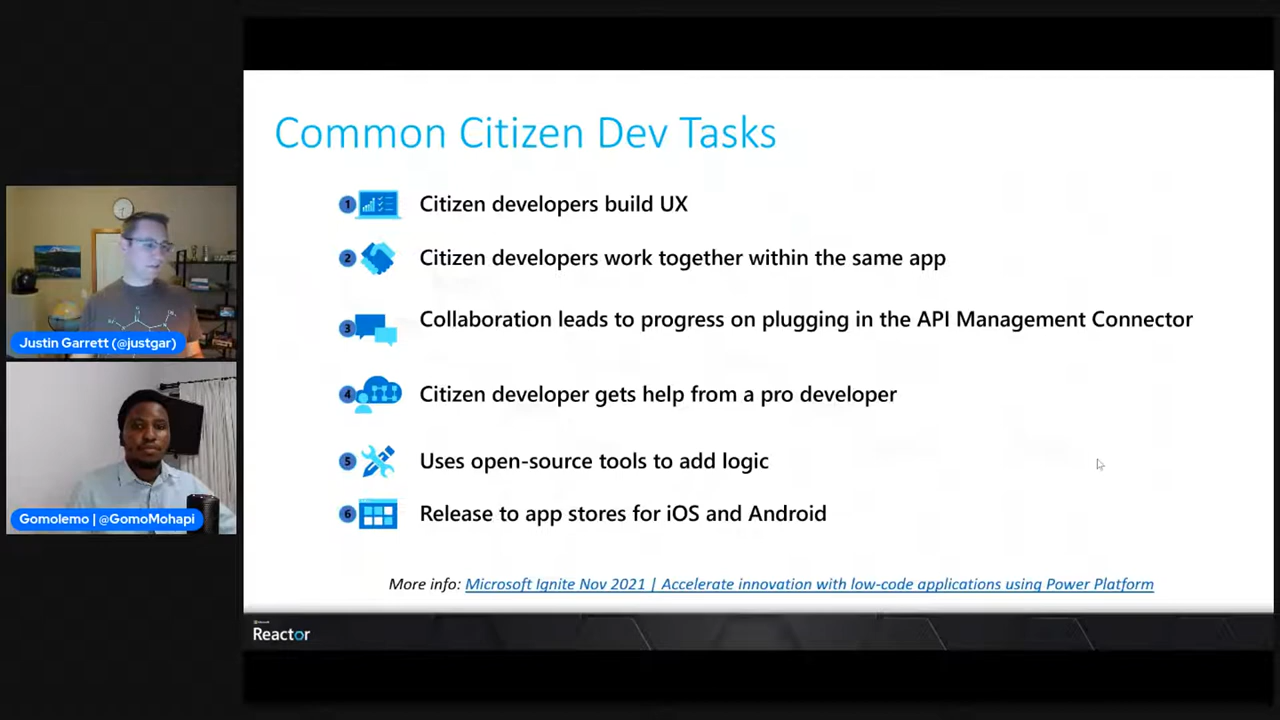 Common Citizen Dev Tasks
1 Citizen developers build UX
2 Citizen developers work together within the same app
3 Collaboration leads to progress on plugging in the API Management Connector
4 Citizen developer gets help from a pro developer
5 Uses open-source tools to add logic
6 Release to app stores for iOS and Android
More info: Microsoft Ignite Nov 2021 | Accelerate innovation with low-code applications using Power Platform
Justin Garrett (@justgar)
Gomolemo | @GomoMohapi
Microsoft
Reactor